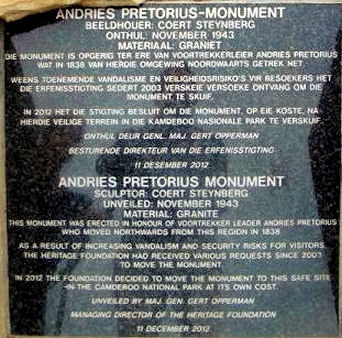 ANDRIES PRETORIUS-MONUMENT
BEELDHOUER: COERT STEYNBERG
ONTHUL: NOVEMBER 1943
MATERIAAL: GRANIET
DIE MONUMENT IS OPGERIG TER ERE VAN VOORTREKKERLEIER ANDRIES PRETORIUS
WAT IN 1838 VAN HIERDIE OMGEWING NOORDWAARTS GETREK HET.
WEENS TOENEMENDE VANDALISME EN VEILIGHEIDSRISIKO'S VIR BESOEKERS HET
DIE ERFENISSTIGTING SEDERT 2003 VERSKEIE VERSOEKE ONTVANG OM DIE
MONUMENT TE SKUIF.
IN 2012 HET DIE STIGTING BESLUIT OM DIE MONUMENT, OP EIE KOSTE, NA
HIERDIE VEILIGE TERREIN IN DIE KAMDEBOO NASIONALE PARK TE VERSKUIF.
ONTHUL DEUR GENL. MAJ. GERT OPPERMAN
BESTURENDE DIREKTEUR VAN DIE ERFENISSTIGTING
11 DESEMBER 2012
ANDRIES PRETORIUS MONUMENT
SCULPTOR: COERT STEYNBERG
UNVEILED: NOVEMBER 1943
MATERIAL: GRANITE
THIS MONUMENT WAS ERECTED IN HONOUR OF VOORTREKKER LEADER ANDRIES PRETORIUS
WHO MOVED NORTHWARDS FROM THIS REGION IN 1838
AS A RESULT OF INCREASING VANDALISM AND SECURITY RISKS FOR VISITORS,
THE HERITAGE FOUNDATION HAD RECEIVED VARIOUS REQUESTS SINCE 2003
TO MOVE THE MONUMENT.
IN 2012 THE FOUNDATION DECIDED TO MOVE THE MONUMENT TO THIS SAFE SITE
IN THE CAMDEBOO NATIONAL PARK AT ITS OWN COST.
UNVEILED BY MAJ. GEN. GERT OPPERMAN
MANAGING DIRECTOR OF THE HERITAGE FOUNDATION
11 DECEMBER 2012